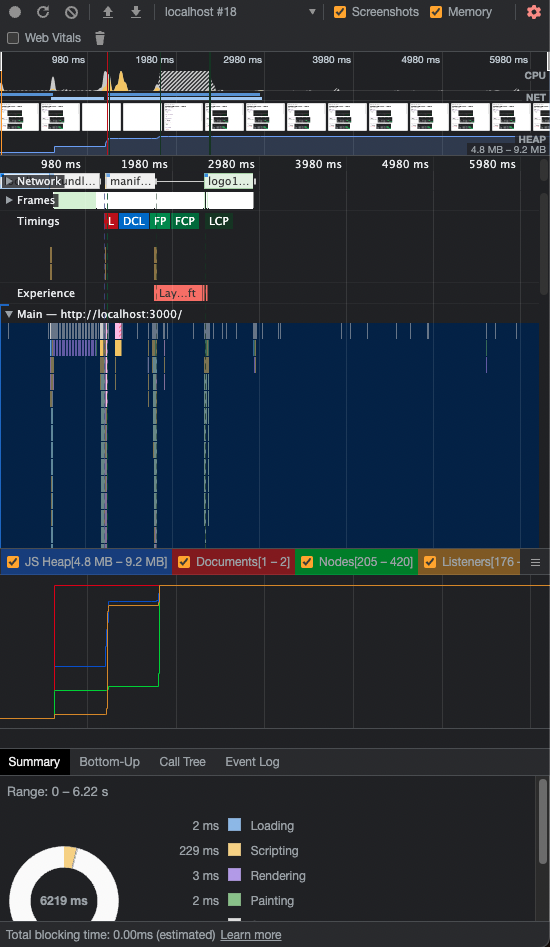 localhost #18 Screenshots Memory
Web Vitals
980 ms 1980 ms 2980 ms 3980 ms 4980 ms 5980 ms
CPU
NET
HEAP
4.8 MB – 9.2 MB
980 ms 1980 ms 2980 ms 3980 ms 4980 ms 5980 ms
Network undl... manif... logo1...
Frames
Timings L DCL FP FCP LCP
Experience Lay...ft
Main — http://localhost:3000/
JS Heap[4.8 MB – 9.2 MB] Documents[1 – 2] Nodes[205 – 420] Listeners[176 –
Summary Bottom-Up Call Tree Event Log
Range: 0 – 6.22 s
2 ms Loading
229 ms Scripting
3 ms Rendering
2 ms Painting
6219 ms
Total blocking time: 0.00ms (estimated) Learn more